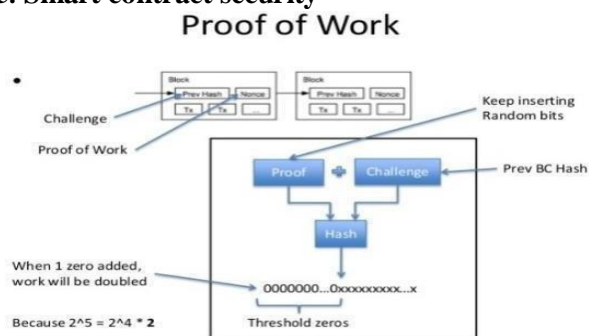 c. Smart contract security
Proof of Work
Block
Prev Hash Nonce
Tx Tx ...
Block
Prev Hash Nonce
Tx Tx ...
Challenge
Proof of Work
Keep inserting
Random bits
Proof + Challenge
Prev BC Hash
Hash
When 1 zero added,
work will be doubled
0000000...0xxxxxxxxx...x
Because 2^5 = 2^4 * 2
Threshold zeros